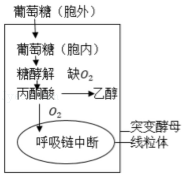 葡萄糖（胞外）
葡萄糖（胞内）
糖酵解 缺O₂
丙酮酸 乙醇
O₂
呼吸链中断
突变酵母
线粒体